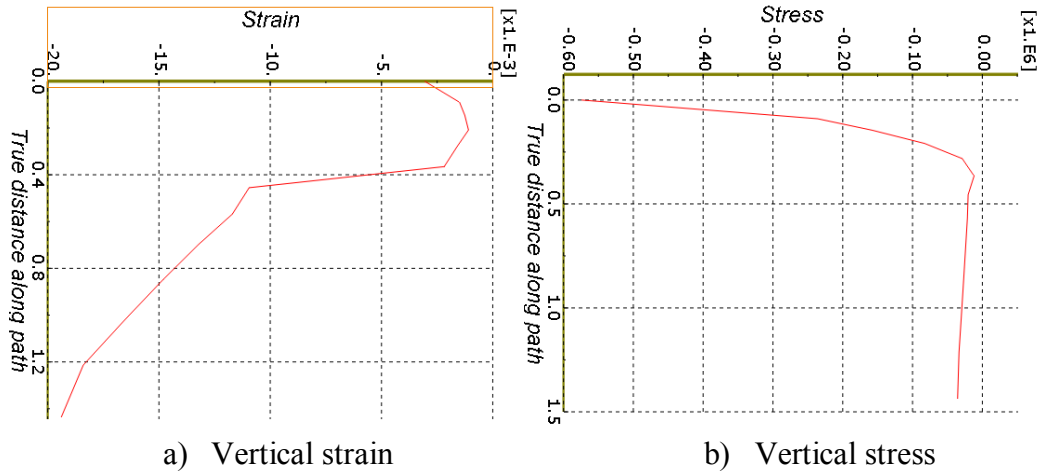 Strain
[x1.E-3]
-20.
-15.
-10.
-5.
0.
0.0
0.4
0.8
1.2
True distance along path
a) Vertical strain
Stress
[x1.E6]
-0.60
-0.50
-0.40
-0.30
-0.20
-0.10
0.00
0.0
0.5
1.0
1.5
True distance along path
b) Vertical stress